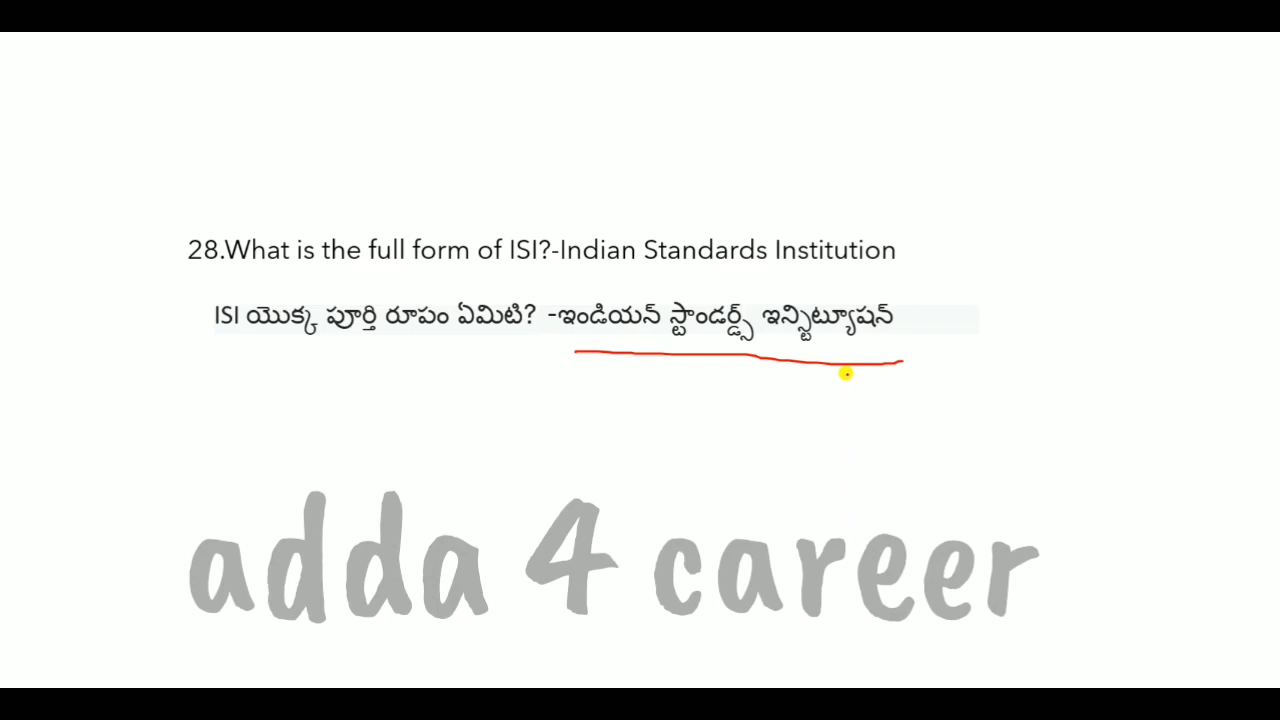 28.What is the full form of ISI?-Indian Standards Institution
ISI యొక్క పూర్తి రూపం ఏమిటి? -ఇండియన్ స్టాండర్డ్స్ ఇన్స్టిట్యూషన్
adda 4 career